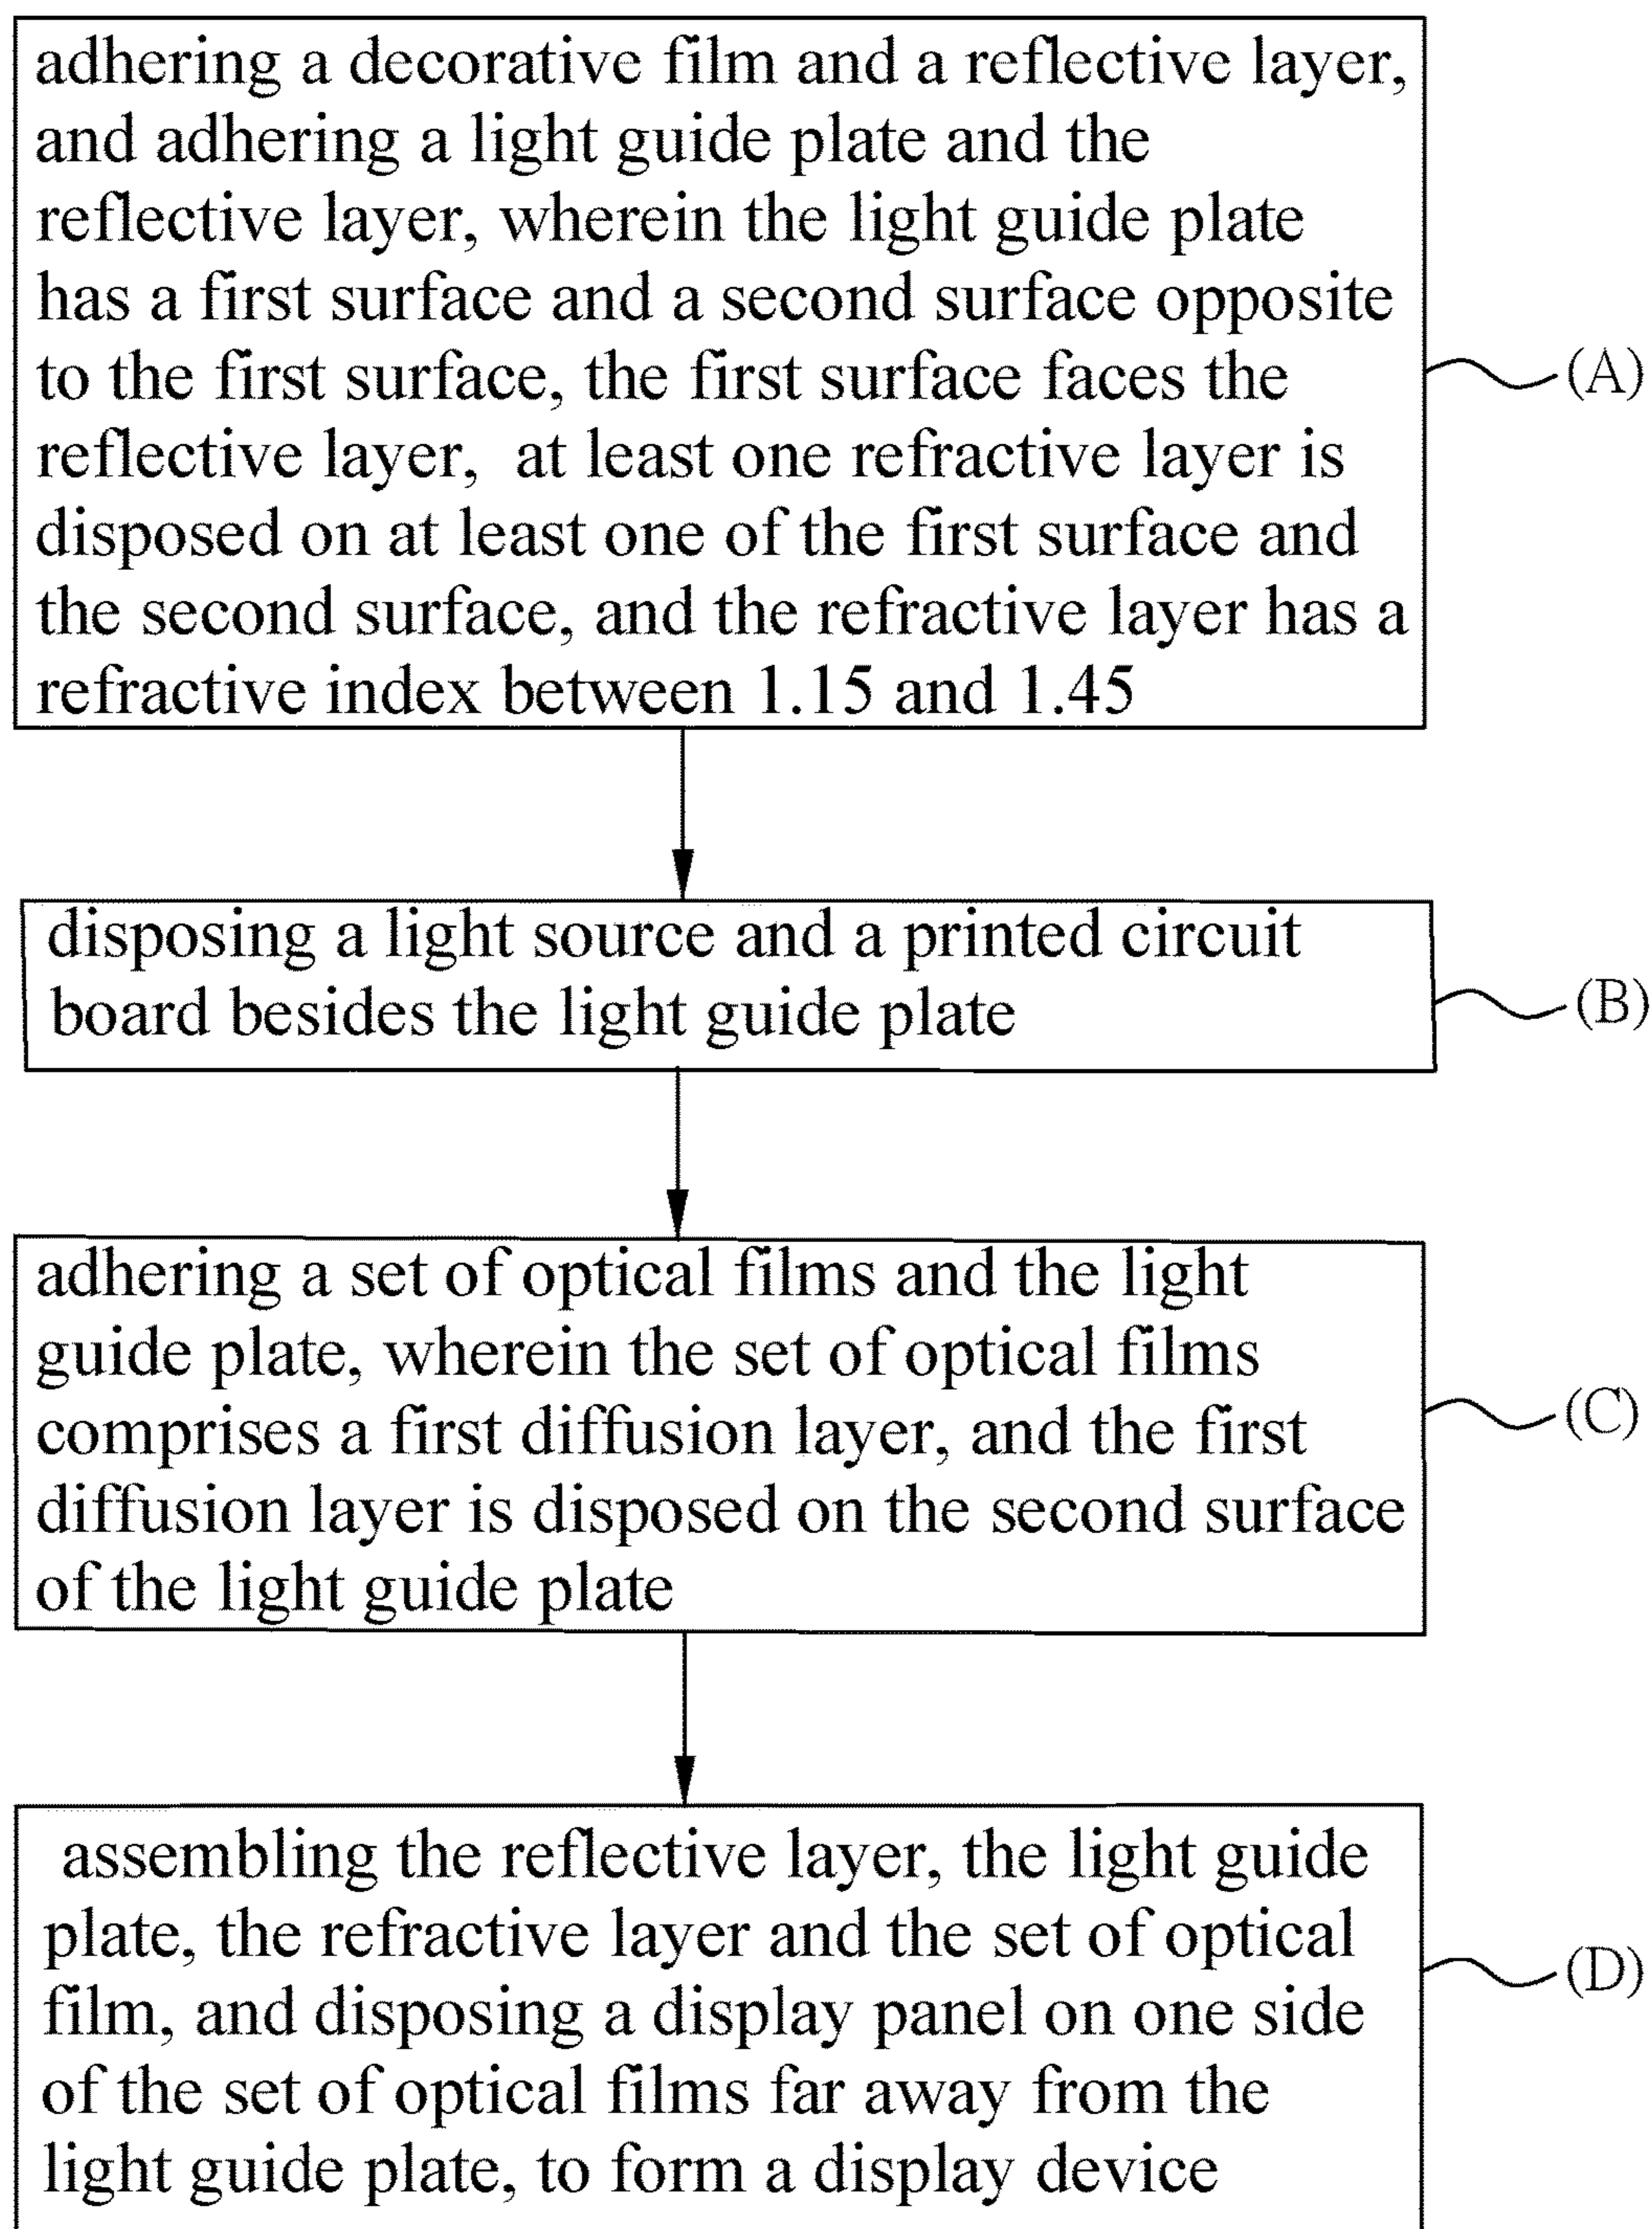 adhering a decorative film and a reflective layer,
and adhering a light guide plate and the
reflective layer, wherein the light guide plate
has a first surface and a second surface opposite
to the first surface, the first surface faces the
reflective layer, at least one refractive layer is
disposed on at least one of the first surface and
the second surface, and the refractive layer has a
refractive index between 1.15 and 1.45
(A)
disposing a light source and a printed circuit
board besides the light guide plate
(B)
adhering a set of optical films and the light
guide plate, wherein the set of optical films
comprises a first diffusion layer, and the first
diffusion layer is disposed on the second surface
of the light guide plate
(C)
assembling the reflective layer, the light guide
plate, the refractive layer and the set of optical
film, and disposing a display panel on one side
of the set of optical films far away from the
light guide plate, to form a display device
(D)